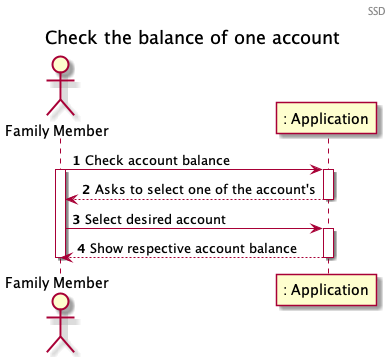 SSD
Check the balance of one account
Family Member
: Application
1 Check account balance
2 Asks to select one of the account's
3 Select desired account
4 Show respective account balance
Family Member
: Application